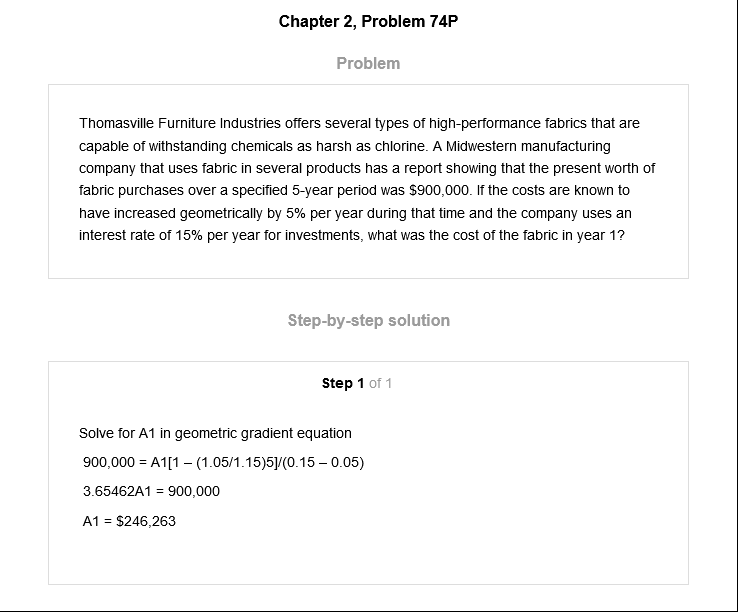 Chapter 2, Problem 74P
Problem
Thomasville Furniture Industries offers several types of high-performance fabrics that are
capable of withstanding chemicals as harsh as chlorine. A Midwestern manufacturing
company that uses fabric in several products has a report showing that the present worth of
fabric purchases over a specified 5-year period was $900,000. If the costs are known to
have increased geometrically by 5% per year during that time and the company uses an
interest rate of 15% per year for investments, what was the cost of the fabric in year 1?
Step-by-step solution
Step 1 of 1
Solve for A1 in geometric gradient equation
900,000 = A1[1 – (1.05/1.15)5]/(0.15 – 0.05)
3.65462A1 = 900,000
A1 = $246,263